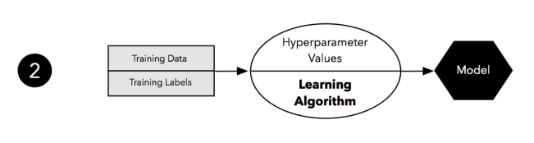 2
Training Data
Training Labels
Hyperparameter
Values
Learning
Algorithm
Model